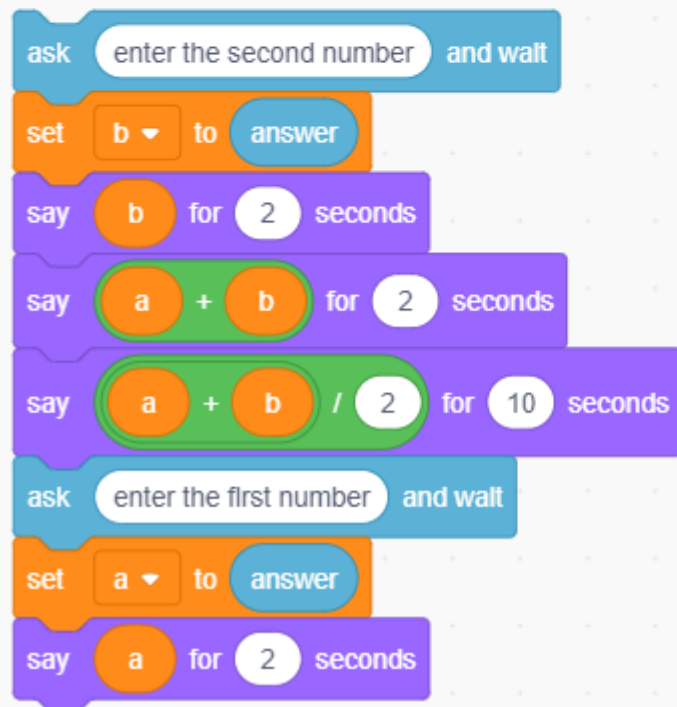 ask enter the second number and wait
set b to answer
say b for 2 seconds
say a + b for 2 seconds
say a + b / 2 for 10 seconds
ask enter the first number and wait
set a to answer
say a for 2 seconds